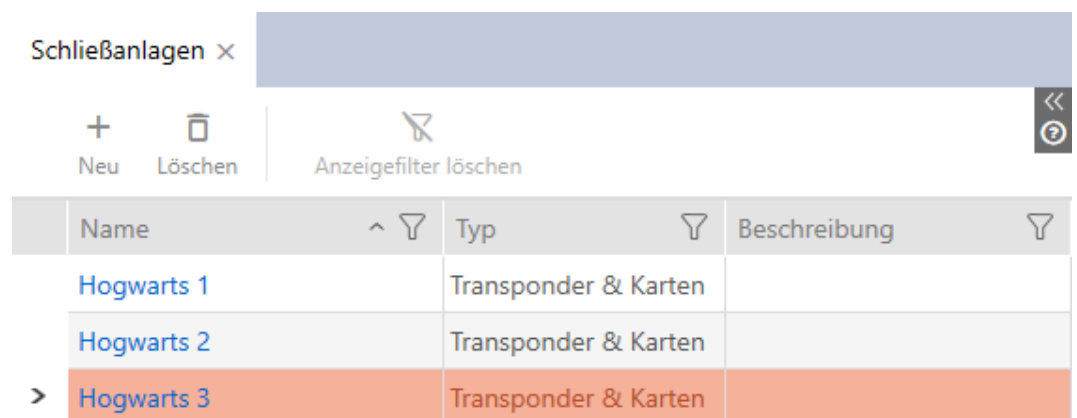 Schließanlagen
Neu Löschen Anzeigefilter löschen
Name Typ Beschreibung
Hogwarts 1 Transponder & Karten
Hogwarts 2 Transponder & Karten
Hogwarts 3 Transponder & Karten